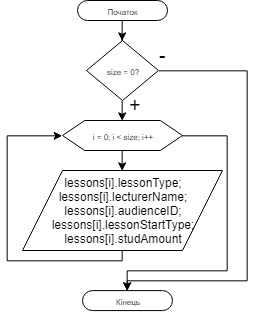 Початок
size = 0?
-
+
i = 0; i < size; i++
lessons[i].lessonType;
lessons[i].lecturerName;
lessons[i].audienceID;
lessons[i].lessonStartType;
lessons[i].studAmount
Кінець